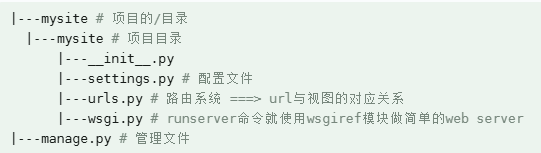 |---mysite # 项目的/目录
|---mysite # 项目目录
|---__init__.py
|---settings.py # 配置文件
|---urls.py # 路由系统 ===> url与视图的对应关系
|---wsgi.py # runserver命令就使用wsgiref模块做简单的web server
|---manage.py # 管理文件